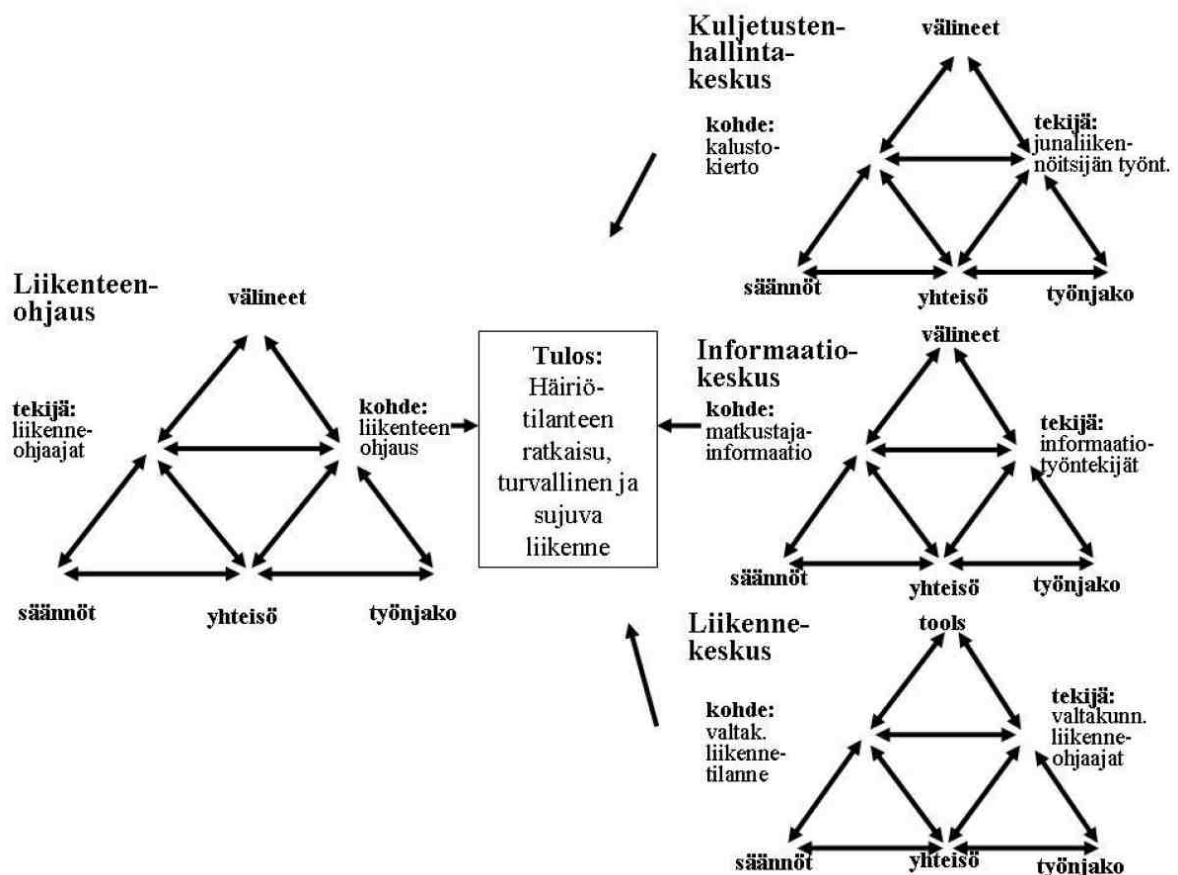 Liikenteen-
ohjaus
välineet
tekijä:
liikenne-
ohjaajat
kohde:
liikenteen
ohjaus
säännöt
yhteisö
työnjako
Tulos:
Häiriö-
tilanteen
ratkaisu,
turvallinen ja
sujuva
liikenne
Kuljetusten-
hallinta-
keskus
välineet
kohde:
kalusto-
kierto
tekijä:
junaliiken-
nöitsijän työnt.
säännöt
yhteisö
työnjako
Informaatio-
keskus
välineet
kohde:
matkustaja-
informaatio
tekijä:
informaatio-
työntekijät
säännöt
yhteisö
työnjako
Liikenne-
keskus
tools
kohde:
valtak.
liikenne-
tilanne
tekijä:
valtakunn.
liikenne-
ohjaajat
säännöt
yhteisö
työnjako